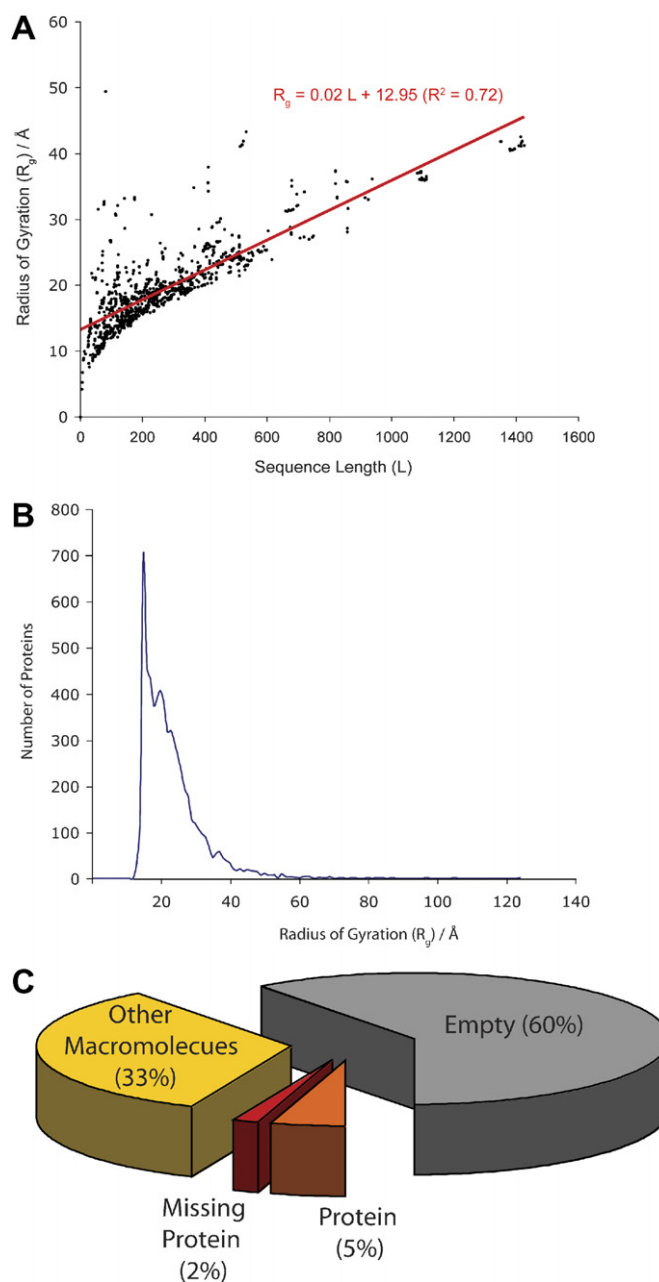 A
60
50
40
30
20
10
0
Radius of Gyration (Rg) / Å
Rg = 0.02 L + 12.95 (R² = 0.72)
0 200 400 600 800 1000 1200 1400 1600
Sequence Length (L)
B
800
700
600
500
400
300
200
100
0
Number of Proteins
20 40 60 80 100 120 140
Radius of Gyration (Rg) / Å
C
Other
Macromolecues
(33%)
Empty (60%)
Missing
Protein
(2%)
Protein
(5%)